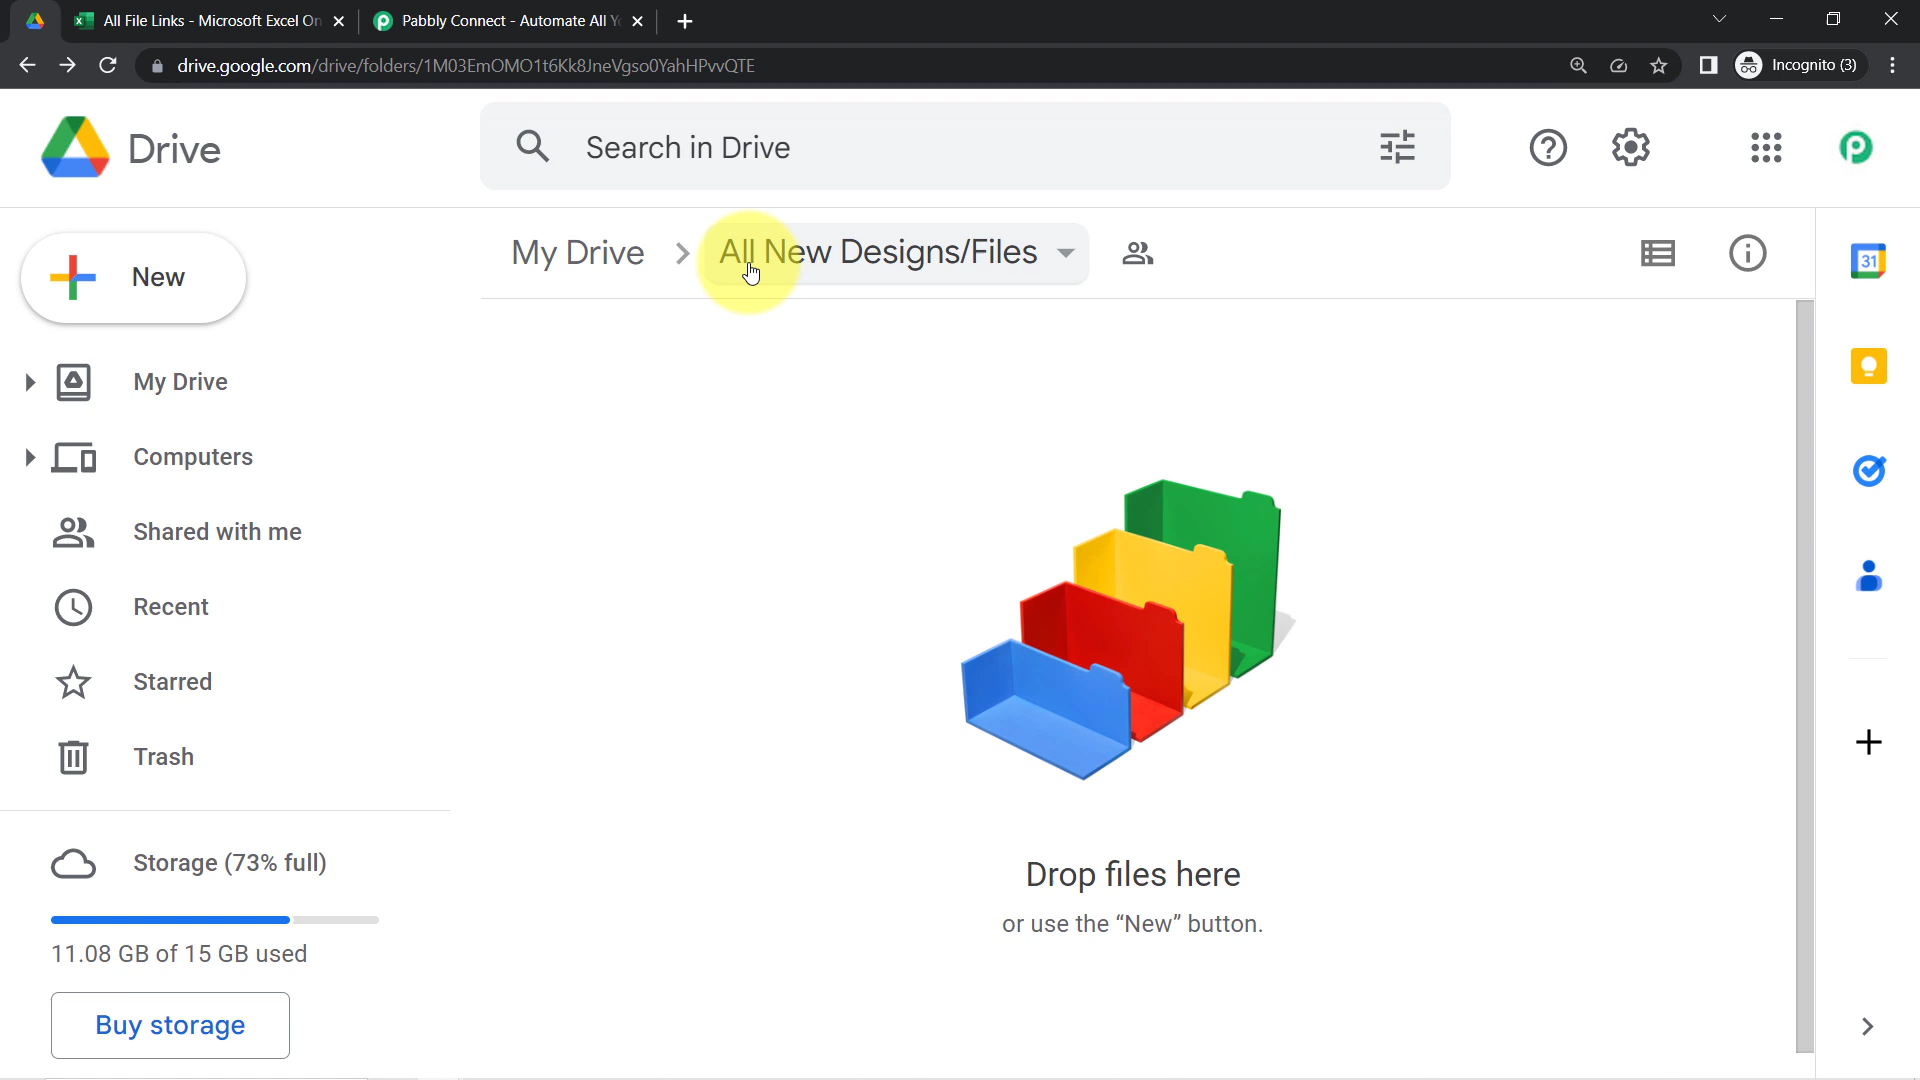 All File Links - Microsoft Excel On
Pabbly Connect - Automate All Yo
drive.google.com/drive/folders/1M03EmOMO1t6Kk8JneVgso0YahHPvvQTE
Incognito (3)
Drive
Search in Drive
New
My Drive > All New Designs/Files
31
My Drive
Computers
Shared with me
Recent
Starred
Trash
Storage (73% full)
11.08 GB of 15 GB used
Buy storage
Drop files here
or use the “New” button.